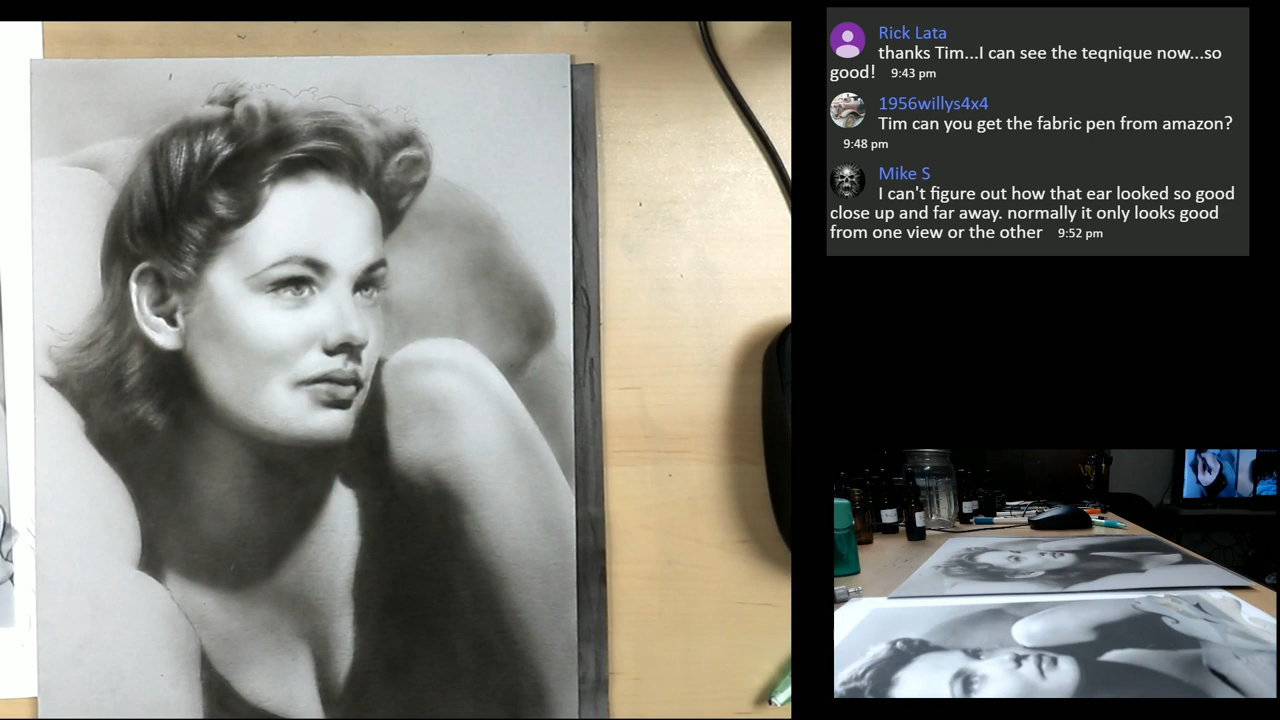 Rick Lata
thanks Tim...I can see the teqnique now...so
good! 9:43 pm
1956willys4x4
Tim can you get the fabric pen from amazon?
9:48 pm
Mike S
I can't figure out how that ear looked so good
close up and far away. normally it only looks good
from one view or the other 9:52 pm